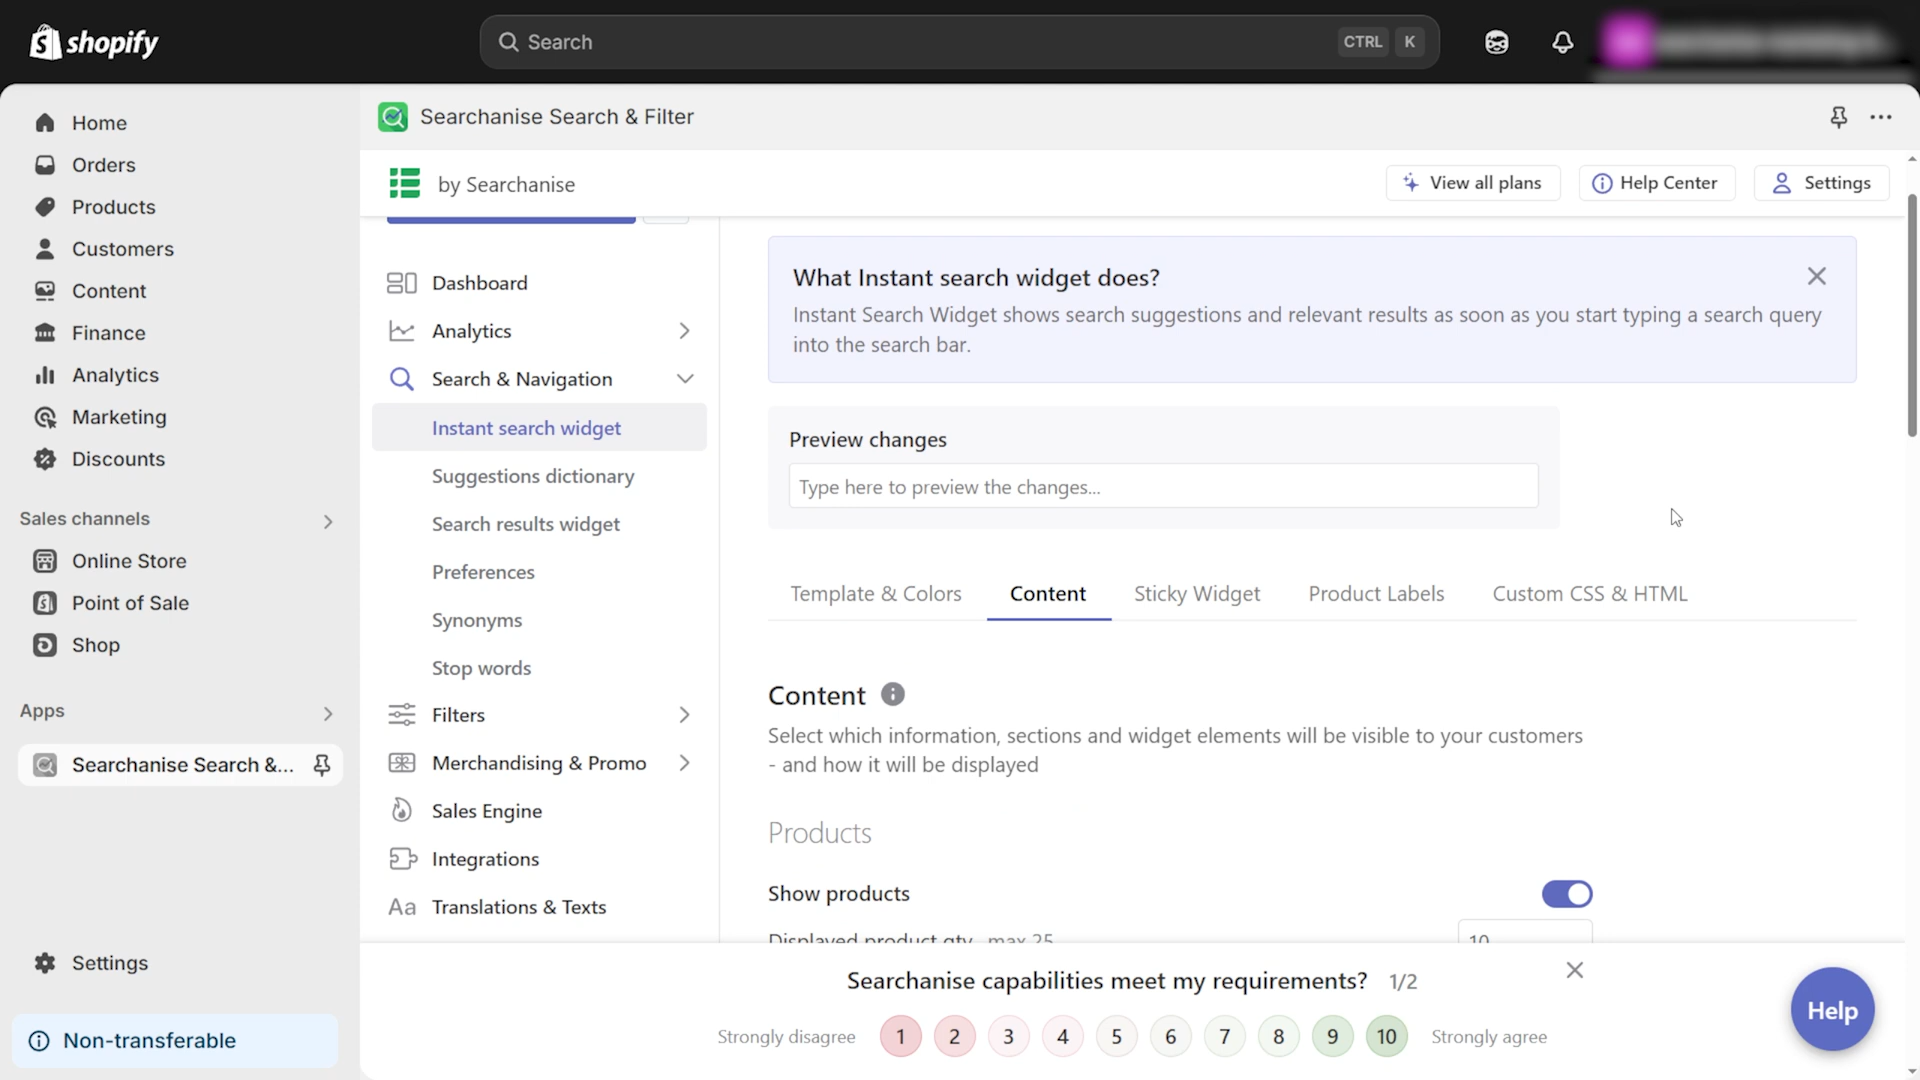 shopify
Search
CTRL K
Home
Orders
Products
Customers
Content
Finance
Analytics
Marketing
Discounts
Sales channels
Online Store
Point of Sale
Shop
Apps
Searchanise Search &...
Settings
Non-transferable
Searchanise Search & Filter
by Searchanise
View all plans
Help Center
Settings
Dashboard
Analytics
Search & Navigation
Instant search widget
Suggestions dictionary
Search results widget
Preferences
Synonyms
Stop words
Filters
Merchandising & Promo
Sales Engine
Integrations
Aa Translations & Texts
What Instant search widget does?
Instant Search Widget shows search suggestions and relevant results as soon as you start typing a search query
into the search bar.
Preview changes
Type here to preview the changes...
Template & Colors Content Sticky Widget Product Labels Custom CSS & HTML
Content
Select which information, sections and widget elements will be visible to your customers
- and how it will be displayed
Products
Show products
Displayed product qty max 25 10
Searchanise capabilities meet my requirements? 1/2
Strongly disagree 1 2 3 4 5 6 7 8 9 10 Strongly agree
Help